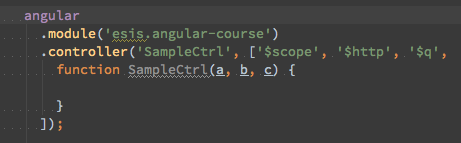 angular
.module('esis.angular-course')
.controller('SampleCtrl', ['$scope', '$http', '$q',
function SampleCtrl(a, b, c) {
}
]);